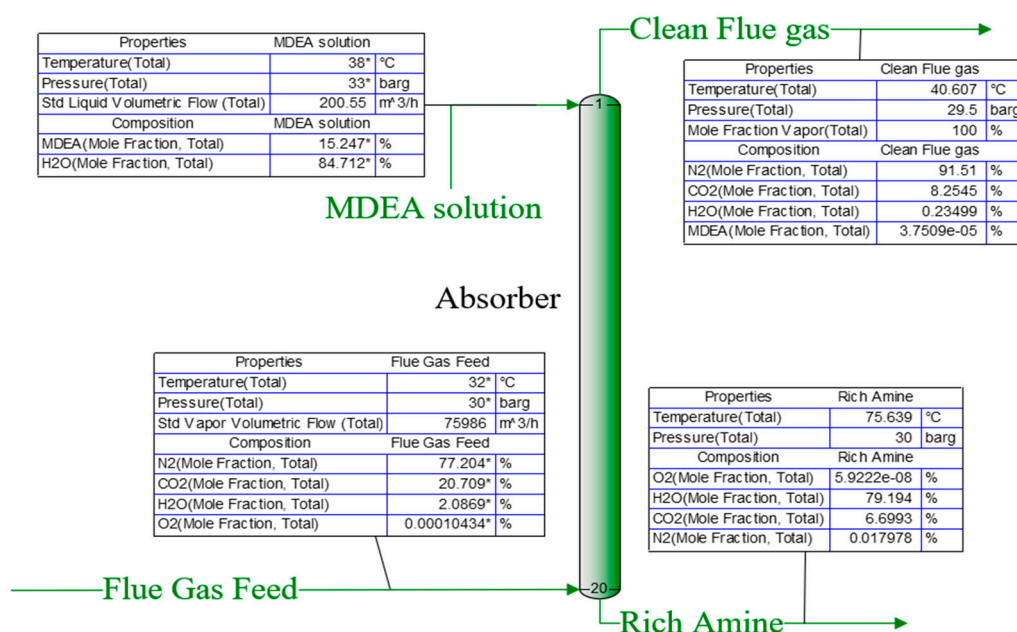 Clean Flue gas
Properties MDEA solution
Temperature(Total) 38* °C
Pressure(Total) 33* barg
Std Liquid Volumetric Flow (Total) 200.55 m^3/h
Composition MDEA solution
MDEA(Mole Fraction, Total) 15.247* %
H2O(Mole Fraction, Total) 84.712* %
Properties Clean Flue gas
Temperature(Total) 40.607 °C
Pressure(Total) 29.5 barg
Mole Fraction Vapor(Total) 100 %
Composition Clean Flue gas
N2(Mole Fraction, Total) 91.51 %
CO2(Mole Fraction, Total) 8.2545 %
H2O(Mole Fraction, Total) 0.23499 %
MDEA(Mole Fraction, Total) 3.7509e-05 %
1
MDEA solution
Absorber
Properties Flue Gas Feed
Temperature(Total) 32* °C
Pressure(Total) 30* barg
Std Vapor Volumetric Flow (Total) 75986 m^3/h
Composition Flue Gas Feed
N2(Mole Fraction, Total) 77.204* %
CO2(Mole Fraction, Total) 20.709* %
H2O(Mole Fraction, Total) 2.0869* %
O2(Mole Fraction, Total) 0.00010434* %
Properties Rich Amine
Temperature(Total) 75.639 °C
Pressure(Total) 30 barg
Composition Rich Amine
O2(Mole Fraction, Total) 5.9222e-08 %
H2O(Mole Fraction, Total) 79.194 %
CO2(Mole Fraction, Total) 6.6993 %
N2(Mole Fraction, Total) 0.017978 %
20
Flue Gas Feed
Rich Amine